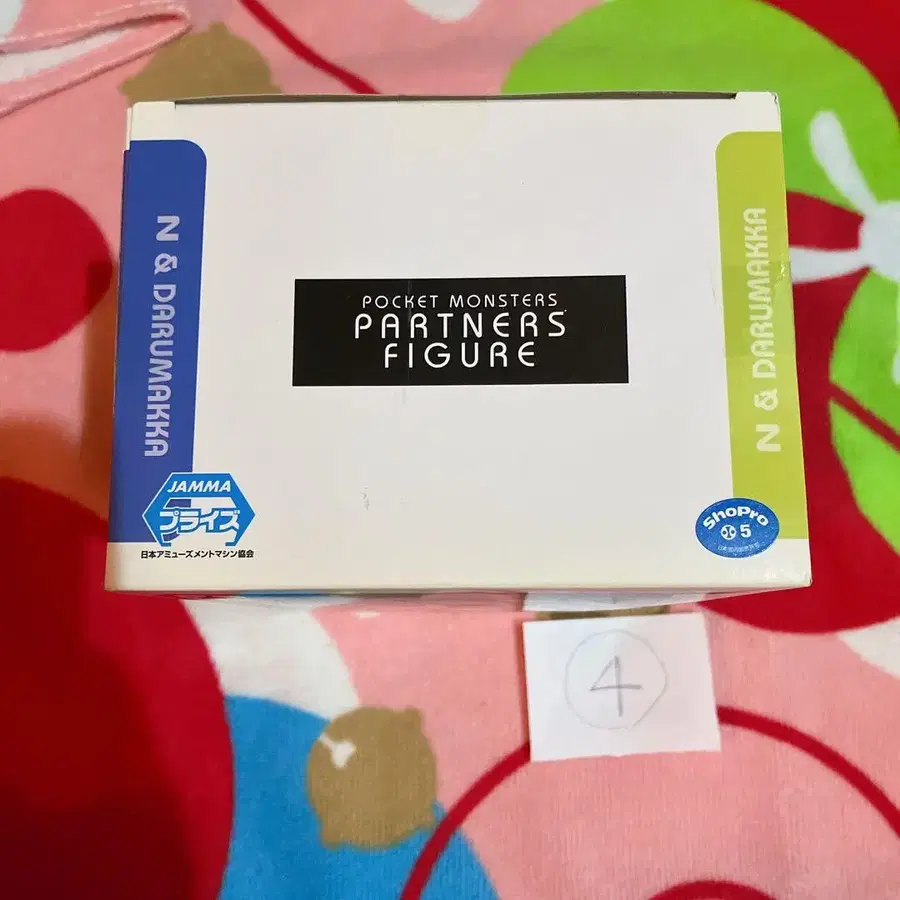 N & DARUMAKKA
POCKET MONSTERS
PARTNERS
FIGURE
N & DARUMAKKA
JAMMA
プライズ
日本アミューズメントマシン協会
ShoPro
5
4